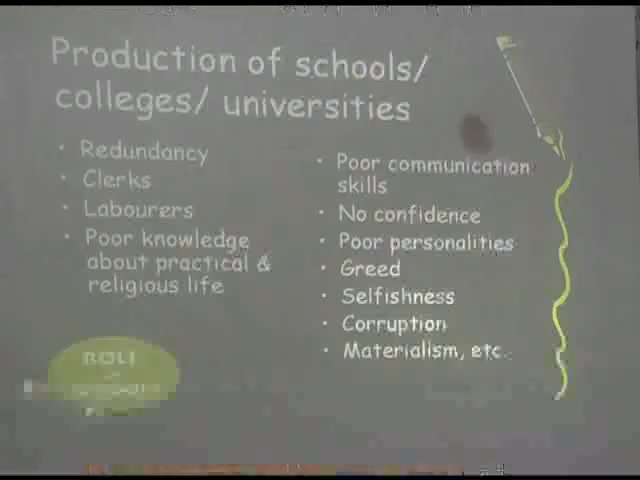 Production of schools/
colleges/ universities
• Redundancy
• Clerks
• Labourers
• Poor knowledge
about practical &
religious life
• Poor communication
skills
• No confidence
• Poor personalities
• Greed
• Selfishness
• Corruption
• Materialism, etc.